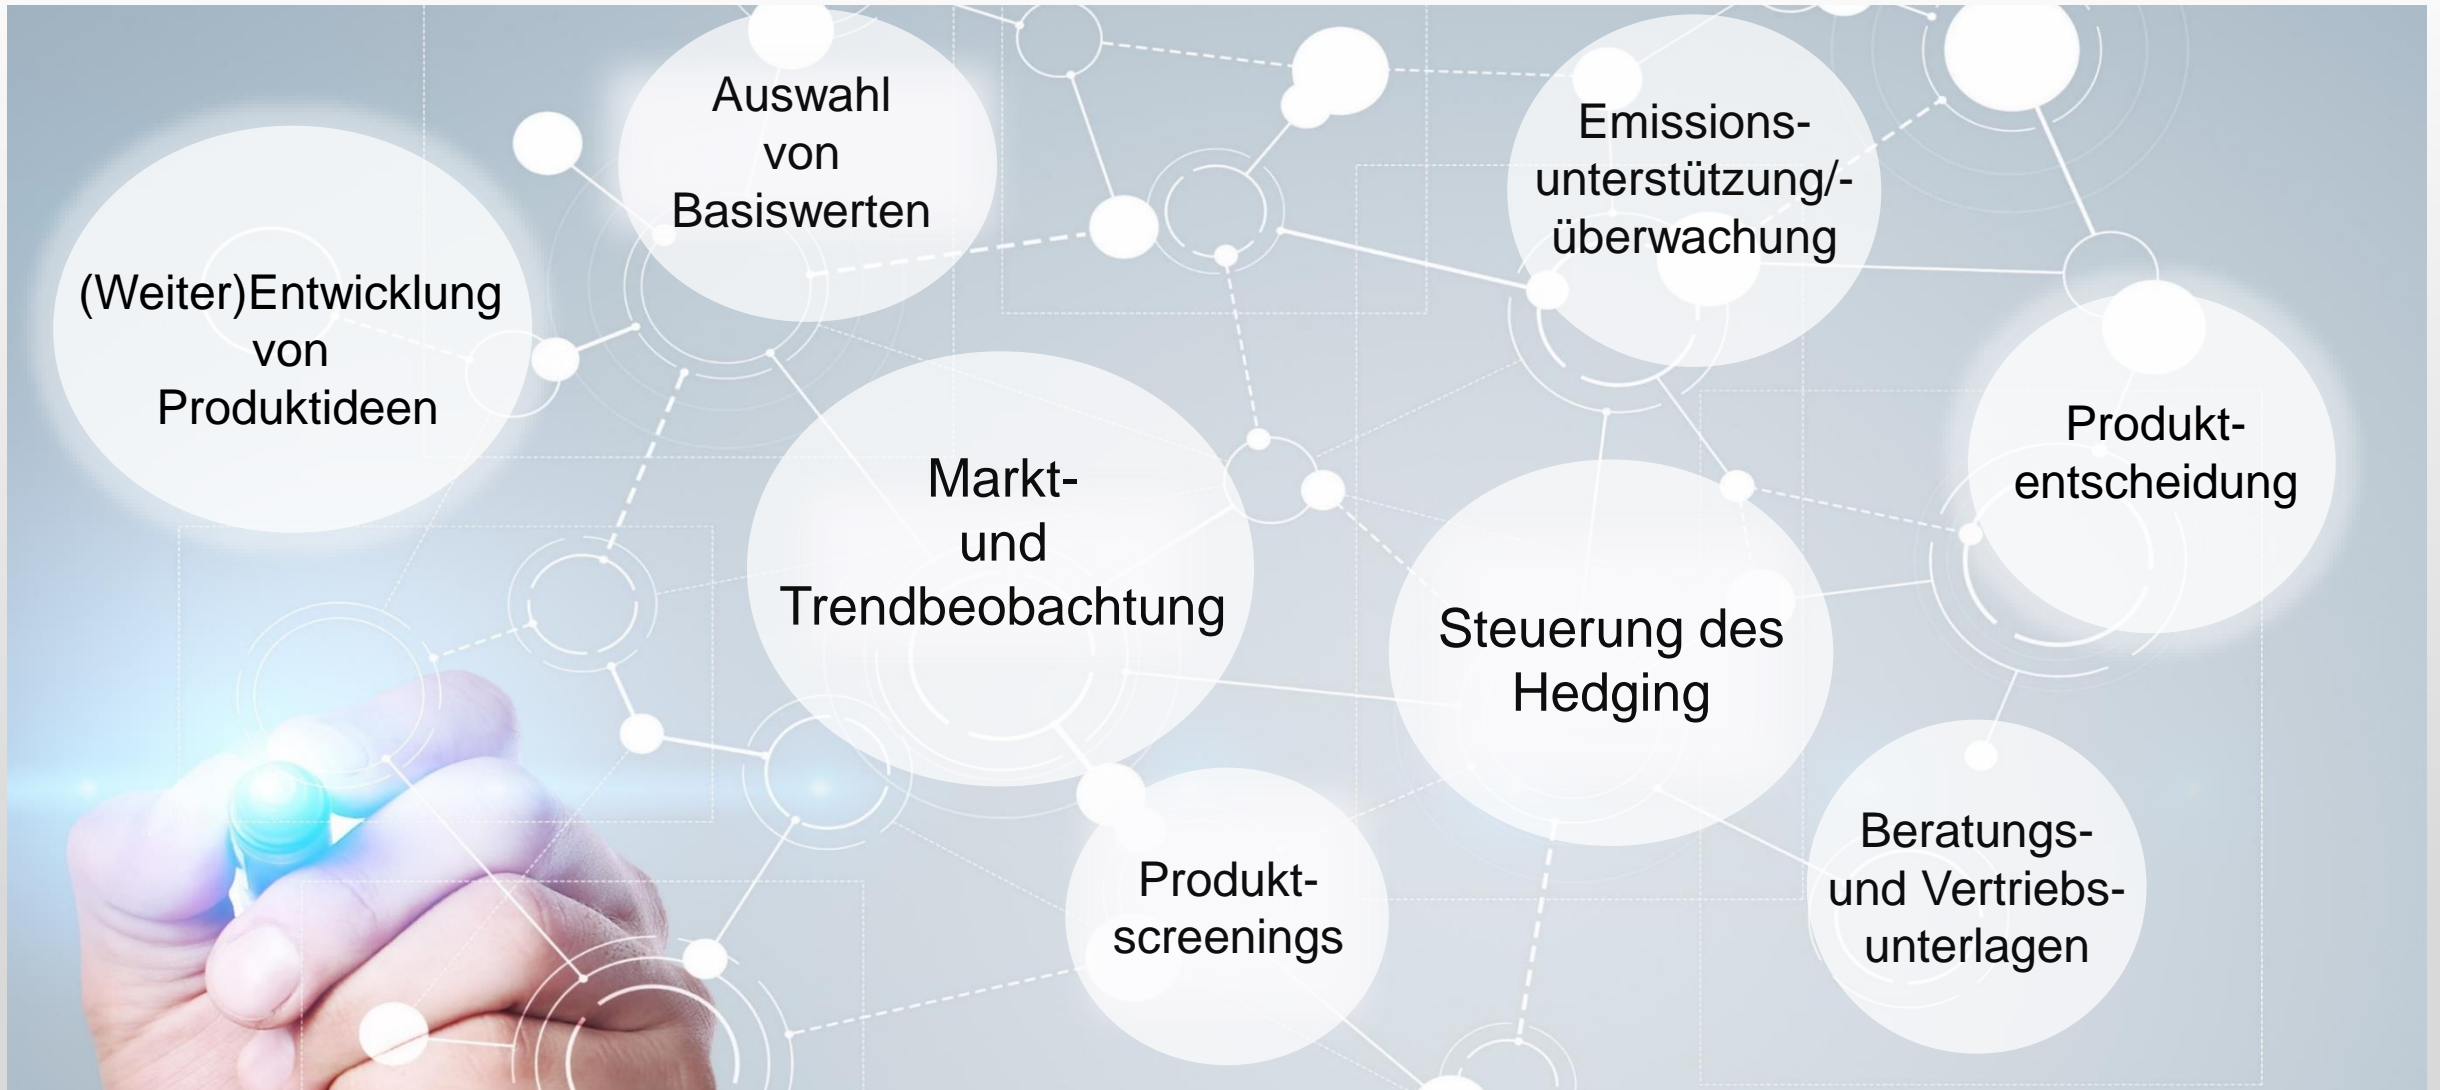 Auswahl
von
Basiswerten
Emissions-
unterstützung/-
überwachung
(Weiter)Entwicklung
von
Produktideen
Produkt-
entscheidung
Markt-
und
Trendbeobachtung
Steuerung des
Hedging
Beratungs-
und Vertriebs-
unterlagen
Produkt-
screenings